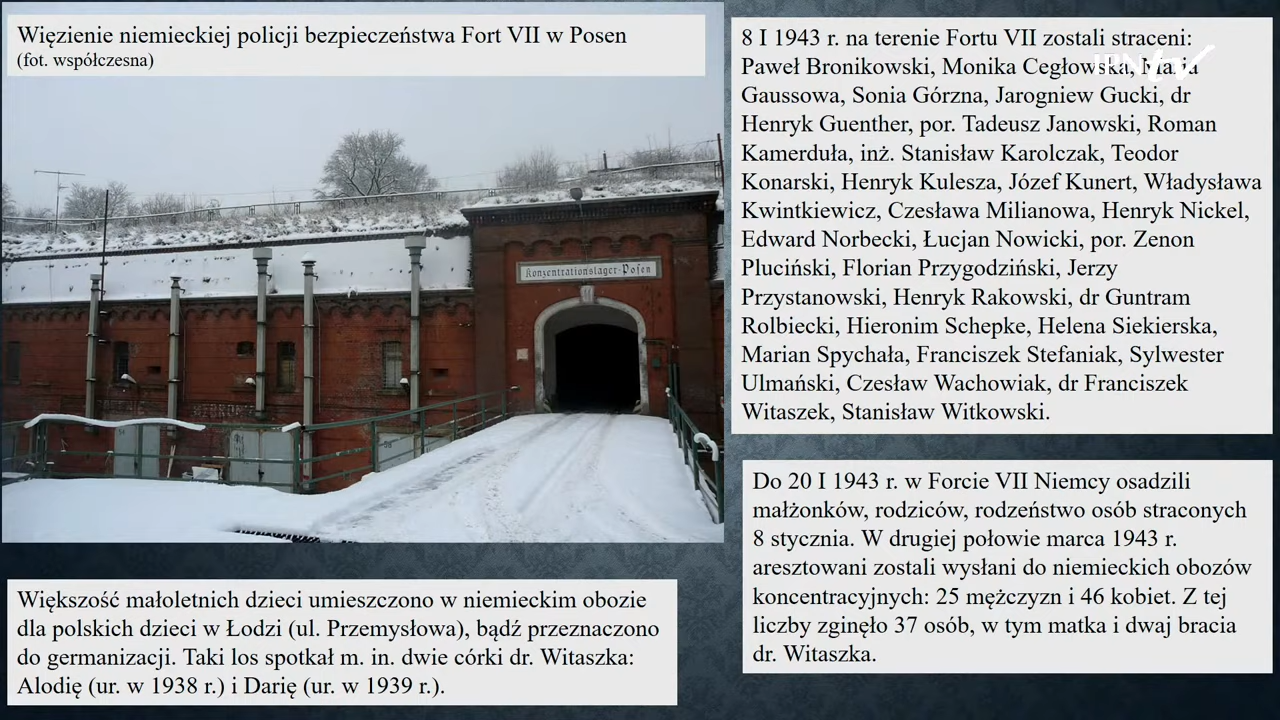 Więzienie niemieckiej policji bezpieczeństwa Fort VII w Posen
(fot. współczesna)
Konzentrationslager-Posen
8 I 1943 r. na terenie Fortu VII zostali straceni:
Paweł Bronikowski, Monika Cegłowska, Maria
Gaussowa, Sonia Górzna, Jarogniew Gucki, dr
Henryk Guenther, por. Tadeusz Janowski, Roman
Kamerduła, inż. Stanisław Karolczak, Teodor
Konarski, Henryk Kulesza, Józef Kunert, Władysława
Kwintkiewicz, Czesława Milianowa, Henryk Nickel,
Edward Norbecki, Łucjan Nowicki, por. Zenon
Pluciński, Florian Przygodziński, Jerzy
Przystanowski, Henryk Rakowski, dr Guntram
Rolbiecki, Hieronim Schepke, Helena Siekierska,
Marian Spychała, Franciszek Stefaniak, Sylwester
Ulmański, Czesław Wachowiak, dr Franciszek
Witaszek, Stanisław Witkowski.
IPNtv
Do 20 I 1943 r. w Forcie VII Niemcy osadzili
małżonków, rodziców, rodzeństwo osób straconych
8 stycznia. W drugiej połowie marca 1943 r.
aresztowani zostali wysłani do niemieckich obozów
koncentracyjnych: 25 mężczyzn i 46 kobiet. Z tej
liczby zginęło 37 osób, w tym matka i dwaj bracia
dr. Witaszka.
Większość małoletnich dzieci umieszczono w niemieckim obozie
dla polskich dzieci w Łodzi (ul. Przemysłowa), bądź przeznaczono
do germanizacji. Taki los spotkał m. in. dwie córki dr. Witaszka:
Alodię (ur. w 1938 r.) i Darię (ur. w 1939 r.).